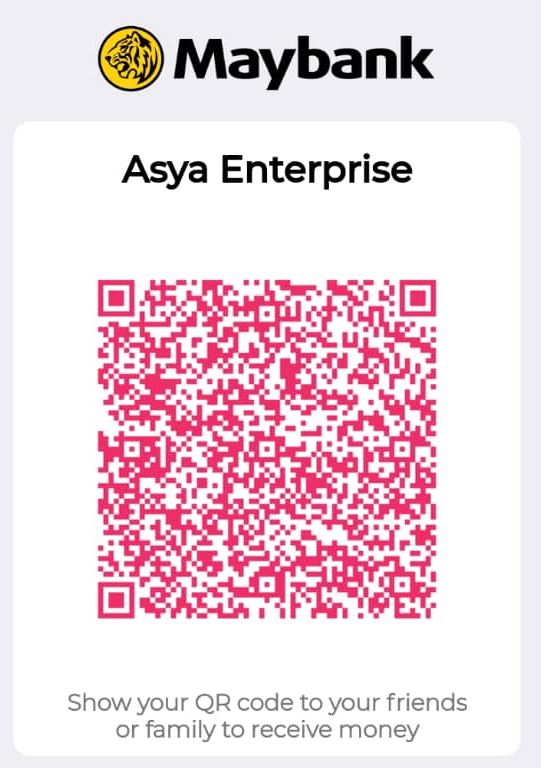 Maybank
Asya Enterprise
Show your QR code to your friends
or family to receive money